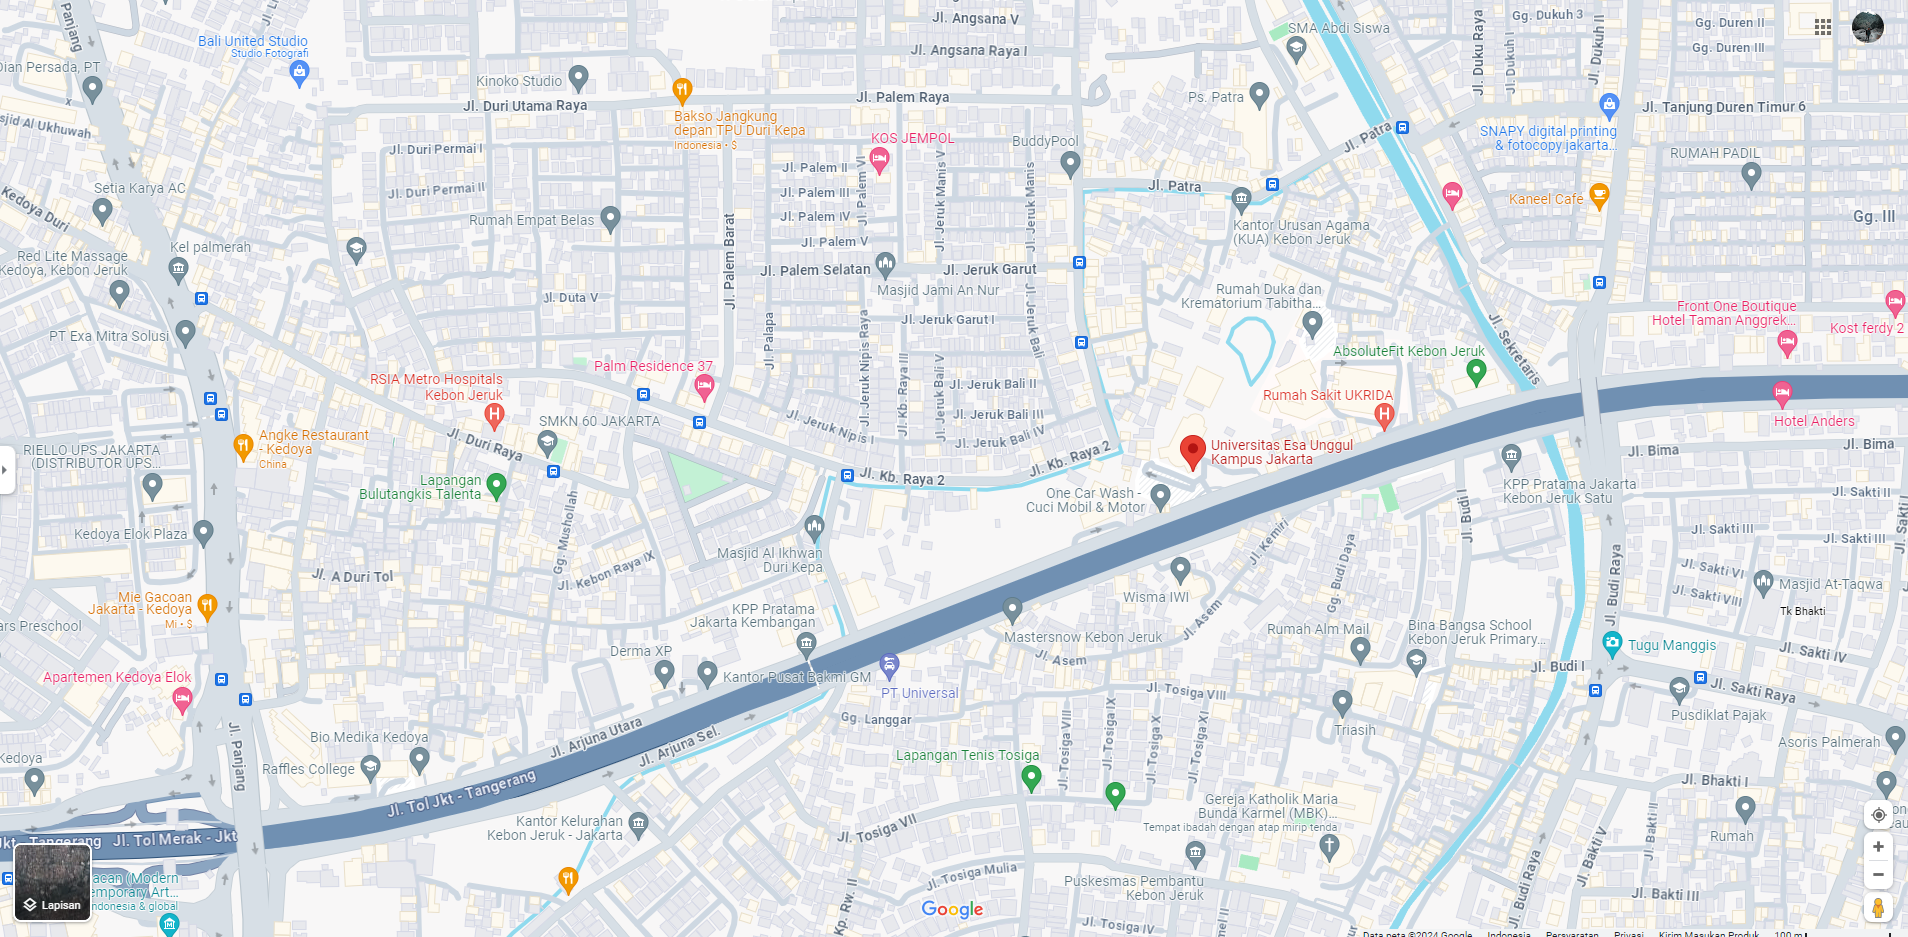 Jl. Angsana V
Gg. Dukuh 3
Gg. Duren II
SMA Abdi Siswa
Bali United Studio
Studio Fotografi
Jl. Angsana Raya I
Gg. Duren III
Jl. Duku Raya
Jl. Dukuh I
Jl. Dukuh II
Panjang
Dian Persada, PT
Kinoko Studio
Jl. Duri Utama Raya
Jl. Palem Raya
Ps. Patra
Jl. Tanjung Duren Timur 6
Bakso Jangkung
depan TPU Duri Kepa
Indonesia • $
KOS JEMPOL
BuddyPool
Jl. Patra
SNAPY digital printing
& fotocopy jakarta...
RUMAH PADIL
Masjid Al Ukhuwah
Jl. Duri Permai I
Jl. Duri Permai II
Jl. Palem II
Jl. Palem III
Jl. Palem IV
Jl. Palem V
Jl. Palem VI
Jl. Jeruk Manis V
Jl. Jeruk Manis
Jl. Patra
Kaneel Cafe
Gg. III
Setia Karya AC
Kedoya Duri
Rumah Empat Belas
Jl. Palem Barat
Kantor Urusan Agama
(KUA) Kebon Jeruk
Kel palmerah
Red Lite Massage
Kedoya, Kebon Jeruk
Jl. Palem Selatan
Jl. Jeruk Garut
Masjid Jami An Nur
Rumah Duka dan
Krematorium Tabitha...
Jl. Duta V
Jl. Jeruk Garut I
Jl. Jeruk Bali
Jl. Sekretaris
Front One Boutique
Hotel Taman Anggrek...
Kost ferdy 2
PT Exa Mitra Solusi
Jl. Palapa
Jl. Jeruk Nipis Raya
Jl. Kb. Raya III
Jl. Jeruk Bali V
AbsoluteFit Kebon Jeruk
Palm Residence 37
RSIA Metro Hospitals
Kebon Jeruk
Jl. Jeruk Bali II
Jl. Jeruk Bali III
Jl. Jeruk Bali IV
Rumah Sakit UKRIDA
Hotel Anders
SMKN 60 JAKARTA
Jl. Jeruk Nipis I
Angke Restaurant
- Kedoya
China
Jl. Duri Raya
Universitas Esa Unggul
Kampus Jakarta
Jl. Bima
Jl. Bima
RIELLO UPS JAKARTA
(DISTRIBUTOR UPS...
Lapangan
Bulutangkis Talenta
Jl. Kb. Raya 2
Jl. Kb. Raya 2
One Car Wash -
Cuci Mobil & Motor
KPP Pratama Jakarta
Kebon Jeruk Satu
Jl. Sakti II
Jl. Budi
Jl. Sakti
Kedoya Elok Plaza
Gg. Mushollah
Masjid Al Ikhwan
Duri Kepa
Jl. Kemiri
Gg. Budi Daya
Jl. Sakti III
Jl. Sakti III
Jl. A Duri Tol
Jl. Kebon Raya IX
Jl. Budi Raya
Jl. Sakti VI
Jl. Sakti VII
Masjid At-Taqwa
Tk Bhakti
Mie Gacoan
Jakarta - Kedoya
Mi • $
Wisma IWI
KPP Pratama
Jakarta Kembangan
Mastersnow Kebon Jeruk
Jl. Asem
Jl. Asem
Rumah Alm Mail
Bina Bangsa School
Kebon Jeruk Primary...
Tugu Manggis
Jl. Sakti IV
Derma XP
Kantor Pusat Bakmi GM
PT Universal
Apartemen Kedoya Elok
Jl. Budi I
Jl. Sakti Raya
Jl. Tosiga VIII
Jl. Tosiga VIII
Jl. Tosiga IX
Jl. Tosiga X
Jl. Tosiga XI
Gg. Langgar
Triasih
Pusdiklat Pajak
Jl. Panjang
Jl. Arjuna Utara
Jl. Arjuna Sel.
Bio Medika Kedoya
Raffles College
Lapangan Tenis Tosiga
Asoris Palmerah
Kedoya
Jl. Bhakti I
Jl. Tol Jkt - Tangerang
Kantor Kelurahan
Kebon Jeruk - Jakarta
Jl. Tosiga VII
Gereja Katholik Maria
Bunda Karmel (MBK)...
Tempat ibadah dengan atap mirip tenda
Rumah
Jl. Tol Merak - Jkt
Tangerang
Jl. Bakti II
Jl. Bakti V
Jl. Tosiga Mulia
Puskesmas Pembantu
Kebon Jeruk
Jl. Budi Raya
Jl. Bakti III
Kp. Rw II
Jl. Tosiga IV
Lapisan
Google
Data peta ©2024 Google
Indonesia
Persyaratan
Privasi
Kirim Masukan Produk
100 m